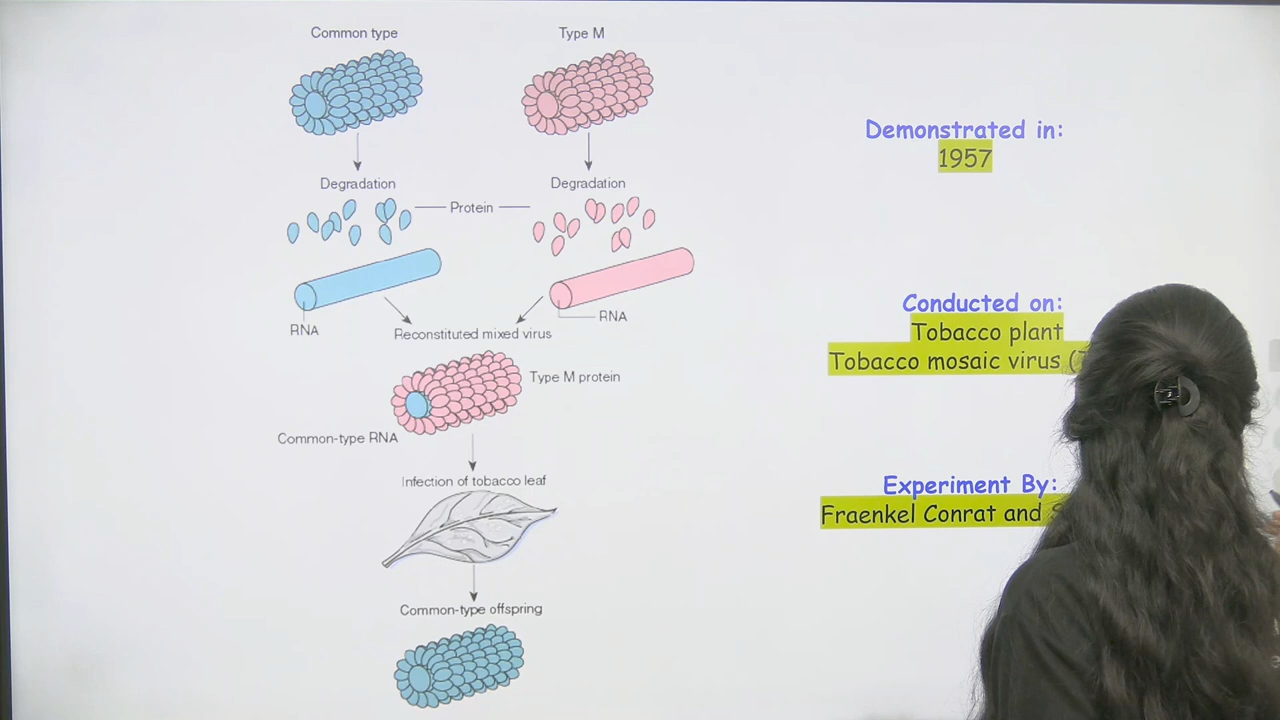 Common type
Type M
Degradation
Degradation
Protein
RNA
RNA
Reconstituted mixed virus
Type M protein
Common-type RNA
Infection of tobacco leaf
Common-type offspring
Demonstrated in:
1957
Conducted on:
Tobacco plant
Tobacco mosaic virus (
Experiment By:
Fraenkel Conrat and